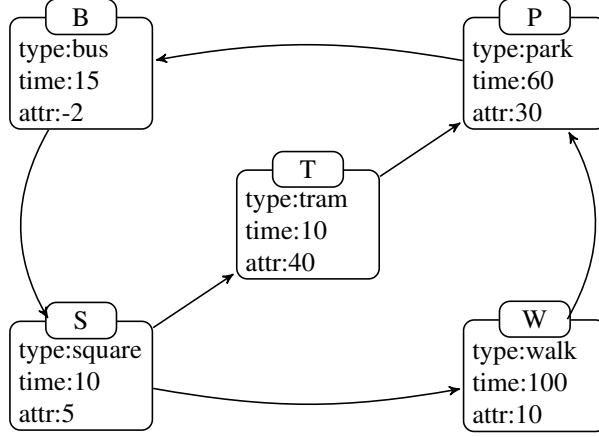 B
type:bus
time:15
attr:-2
P
type:park
time:60
attr:30
T
type:tram
time:10
attr:40
S
type:square
time:10
attr:5
W
type:walk
time:100
attr:10